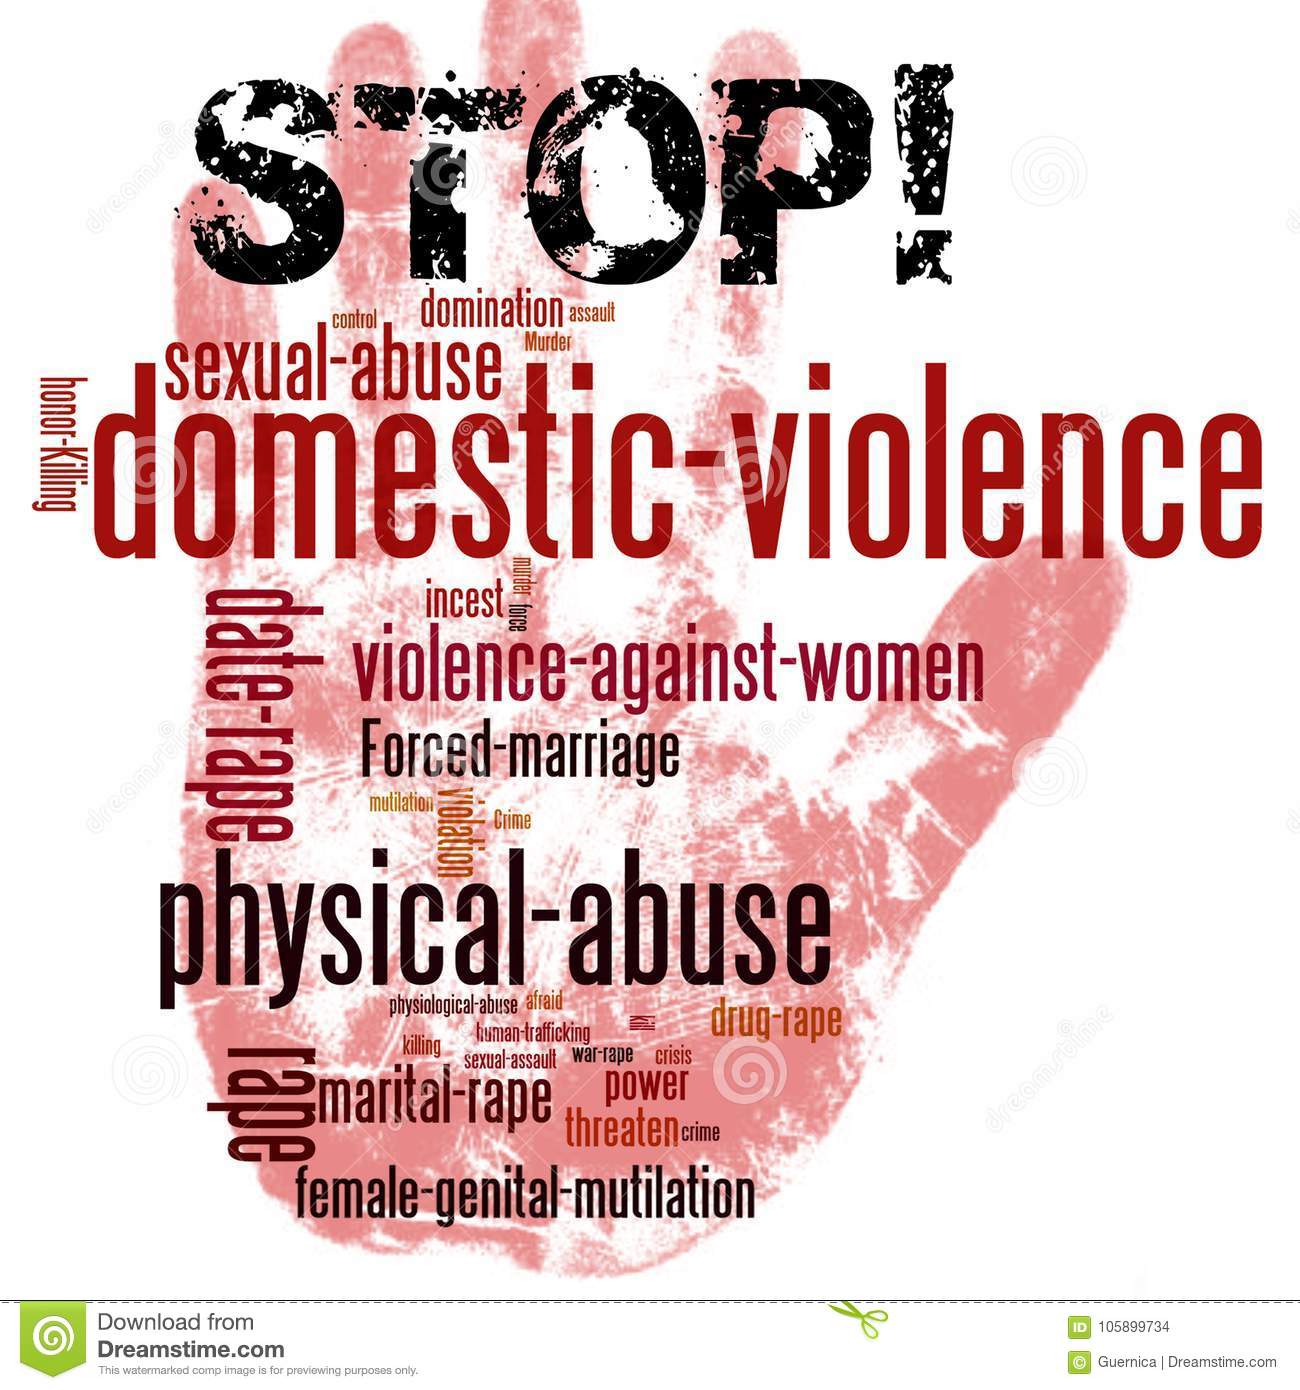 STOP!
domination
assault
control
Murder
sexual-abuse
honor-Killing
domestic-violence
murder
incest
force
date-rape
violence-against-women
Forced-marriage
mutilation
violation
Crime
physical-abuse
physiological-abuse
afraid
drug-rape
human-trafficking
killing
sexual-assault
war-rape
crisis
rape
marital-rape
power
threaten
crime
female-genital-mutilation
Download from
Dreamstime.com
This watermarked comp image is for previewing purposes only.
ID 105899734
© Guernica | Dreamstime.com